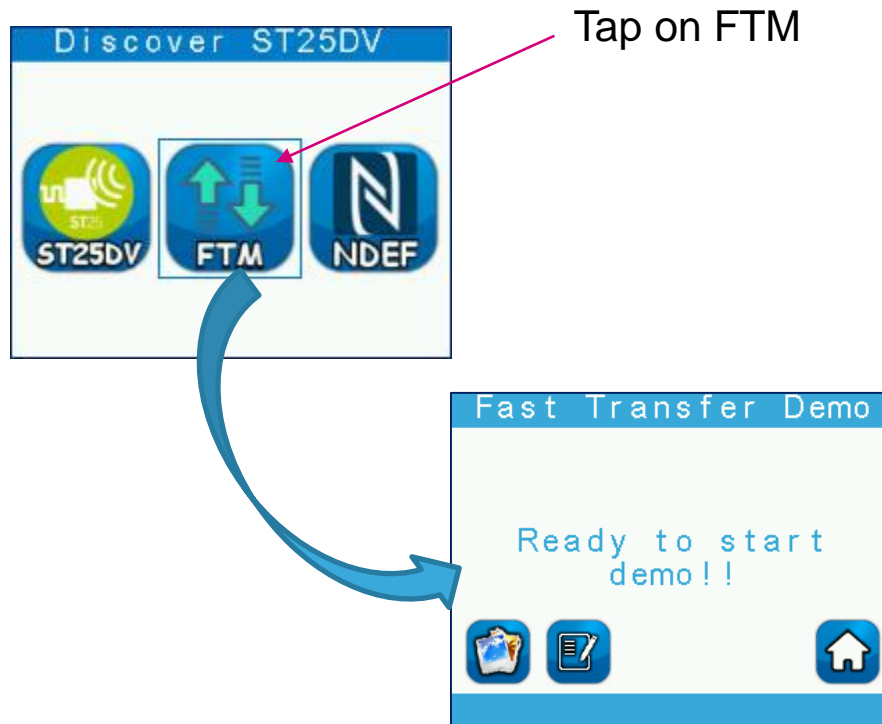 Tap on FTM
Discover ST25DV
ST25
ST25DV
FTM
NDEF
Fast Transfer Demo
Ready to start
demo!!